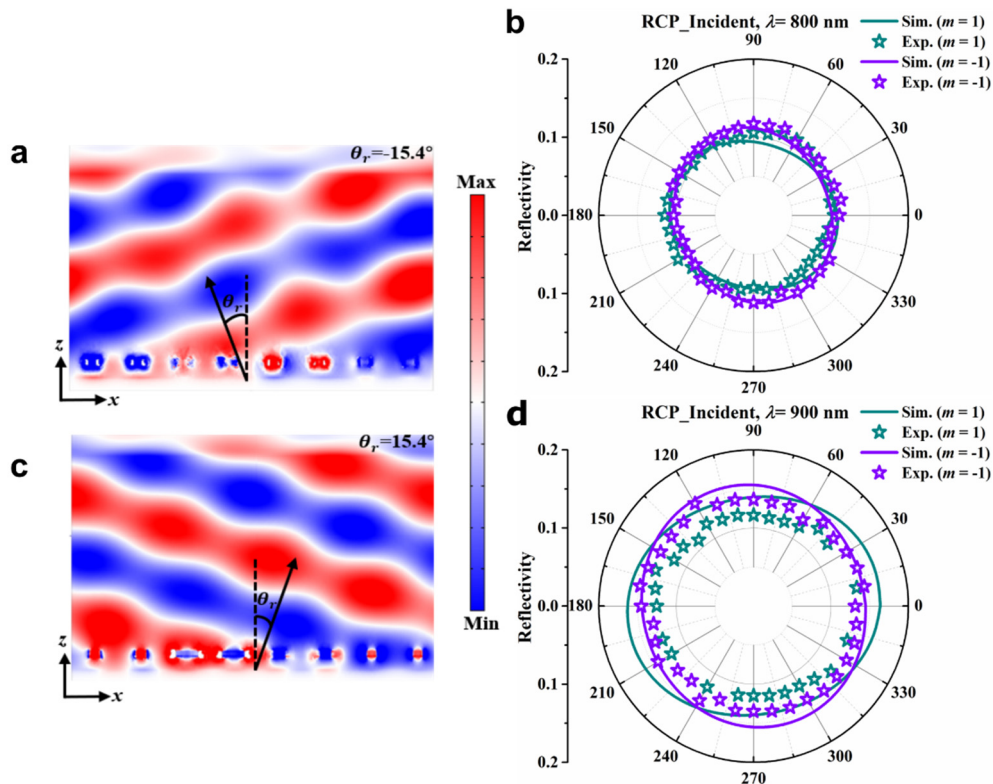 a
θr=-15.4°
θr
z
x
c
θr=15.4°
θr
z
x
Max
Min
b
RCP_Incident, λ= 800 nm
Sim. (m = 1)
Exp. (m = 1)
Sim. (m = -1)
Exp. (m = -1)
Reflectivity
0.2
0.1
0.0
0.1
0.2
90
120
60
150
30
180
0
210
330
240
300
270
d
RCP_Incident, λ= 900 nm
Sim. (m = 1)
Exp. (m = 1)
Sim. (m = -1)
Exp. (m = -1)
Reflectivity
0.2
0.1
0.0
0.1
0.2
90
120
60
150
30
180
0
210
330
240
300
270